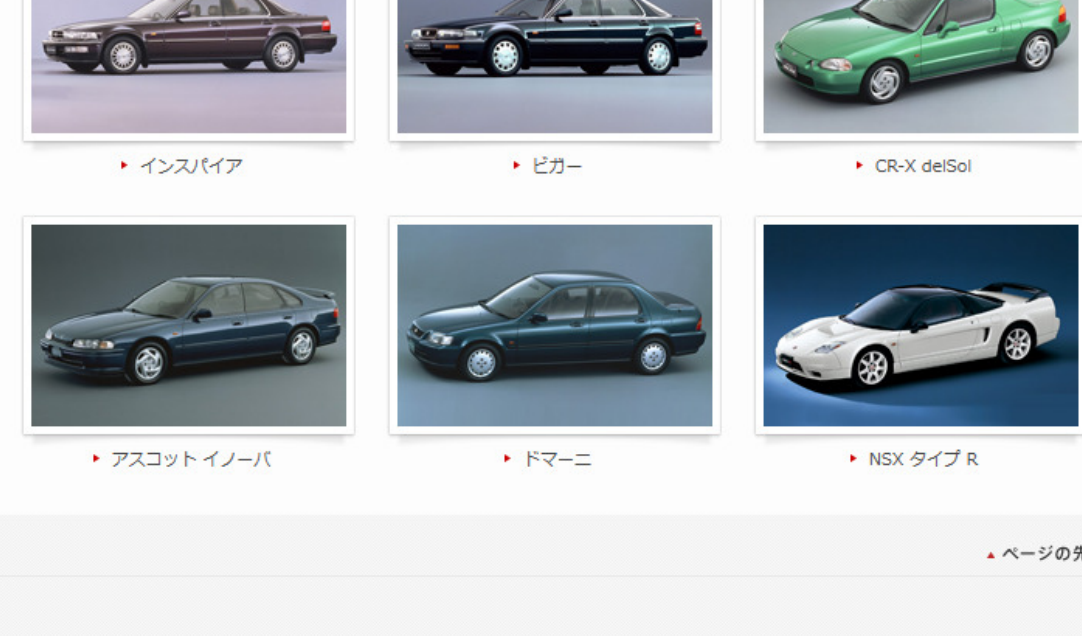 インスパイア
ビガー
CR-X delSol
アスコット イノーバ
ドマーニ
NSX タイプ R
ページの先